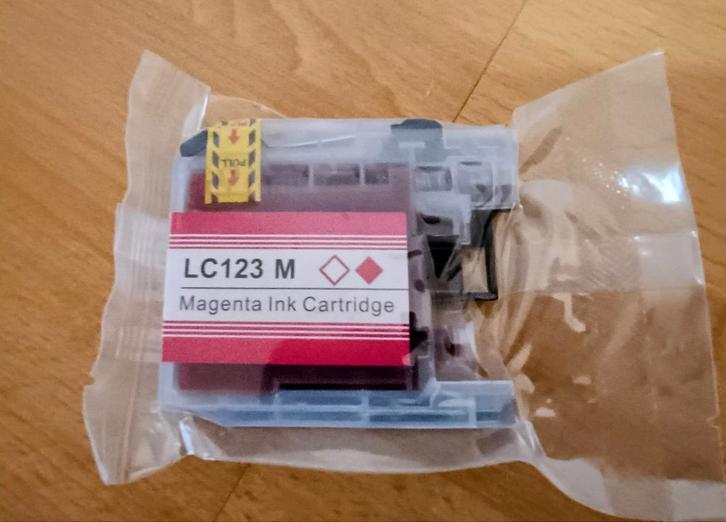 PULL
LC123 M
Magenta Ink Cartridge